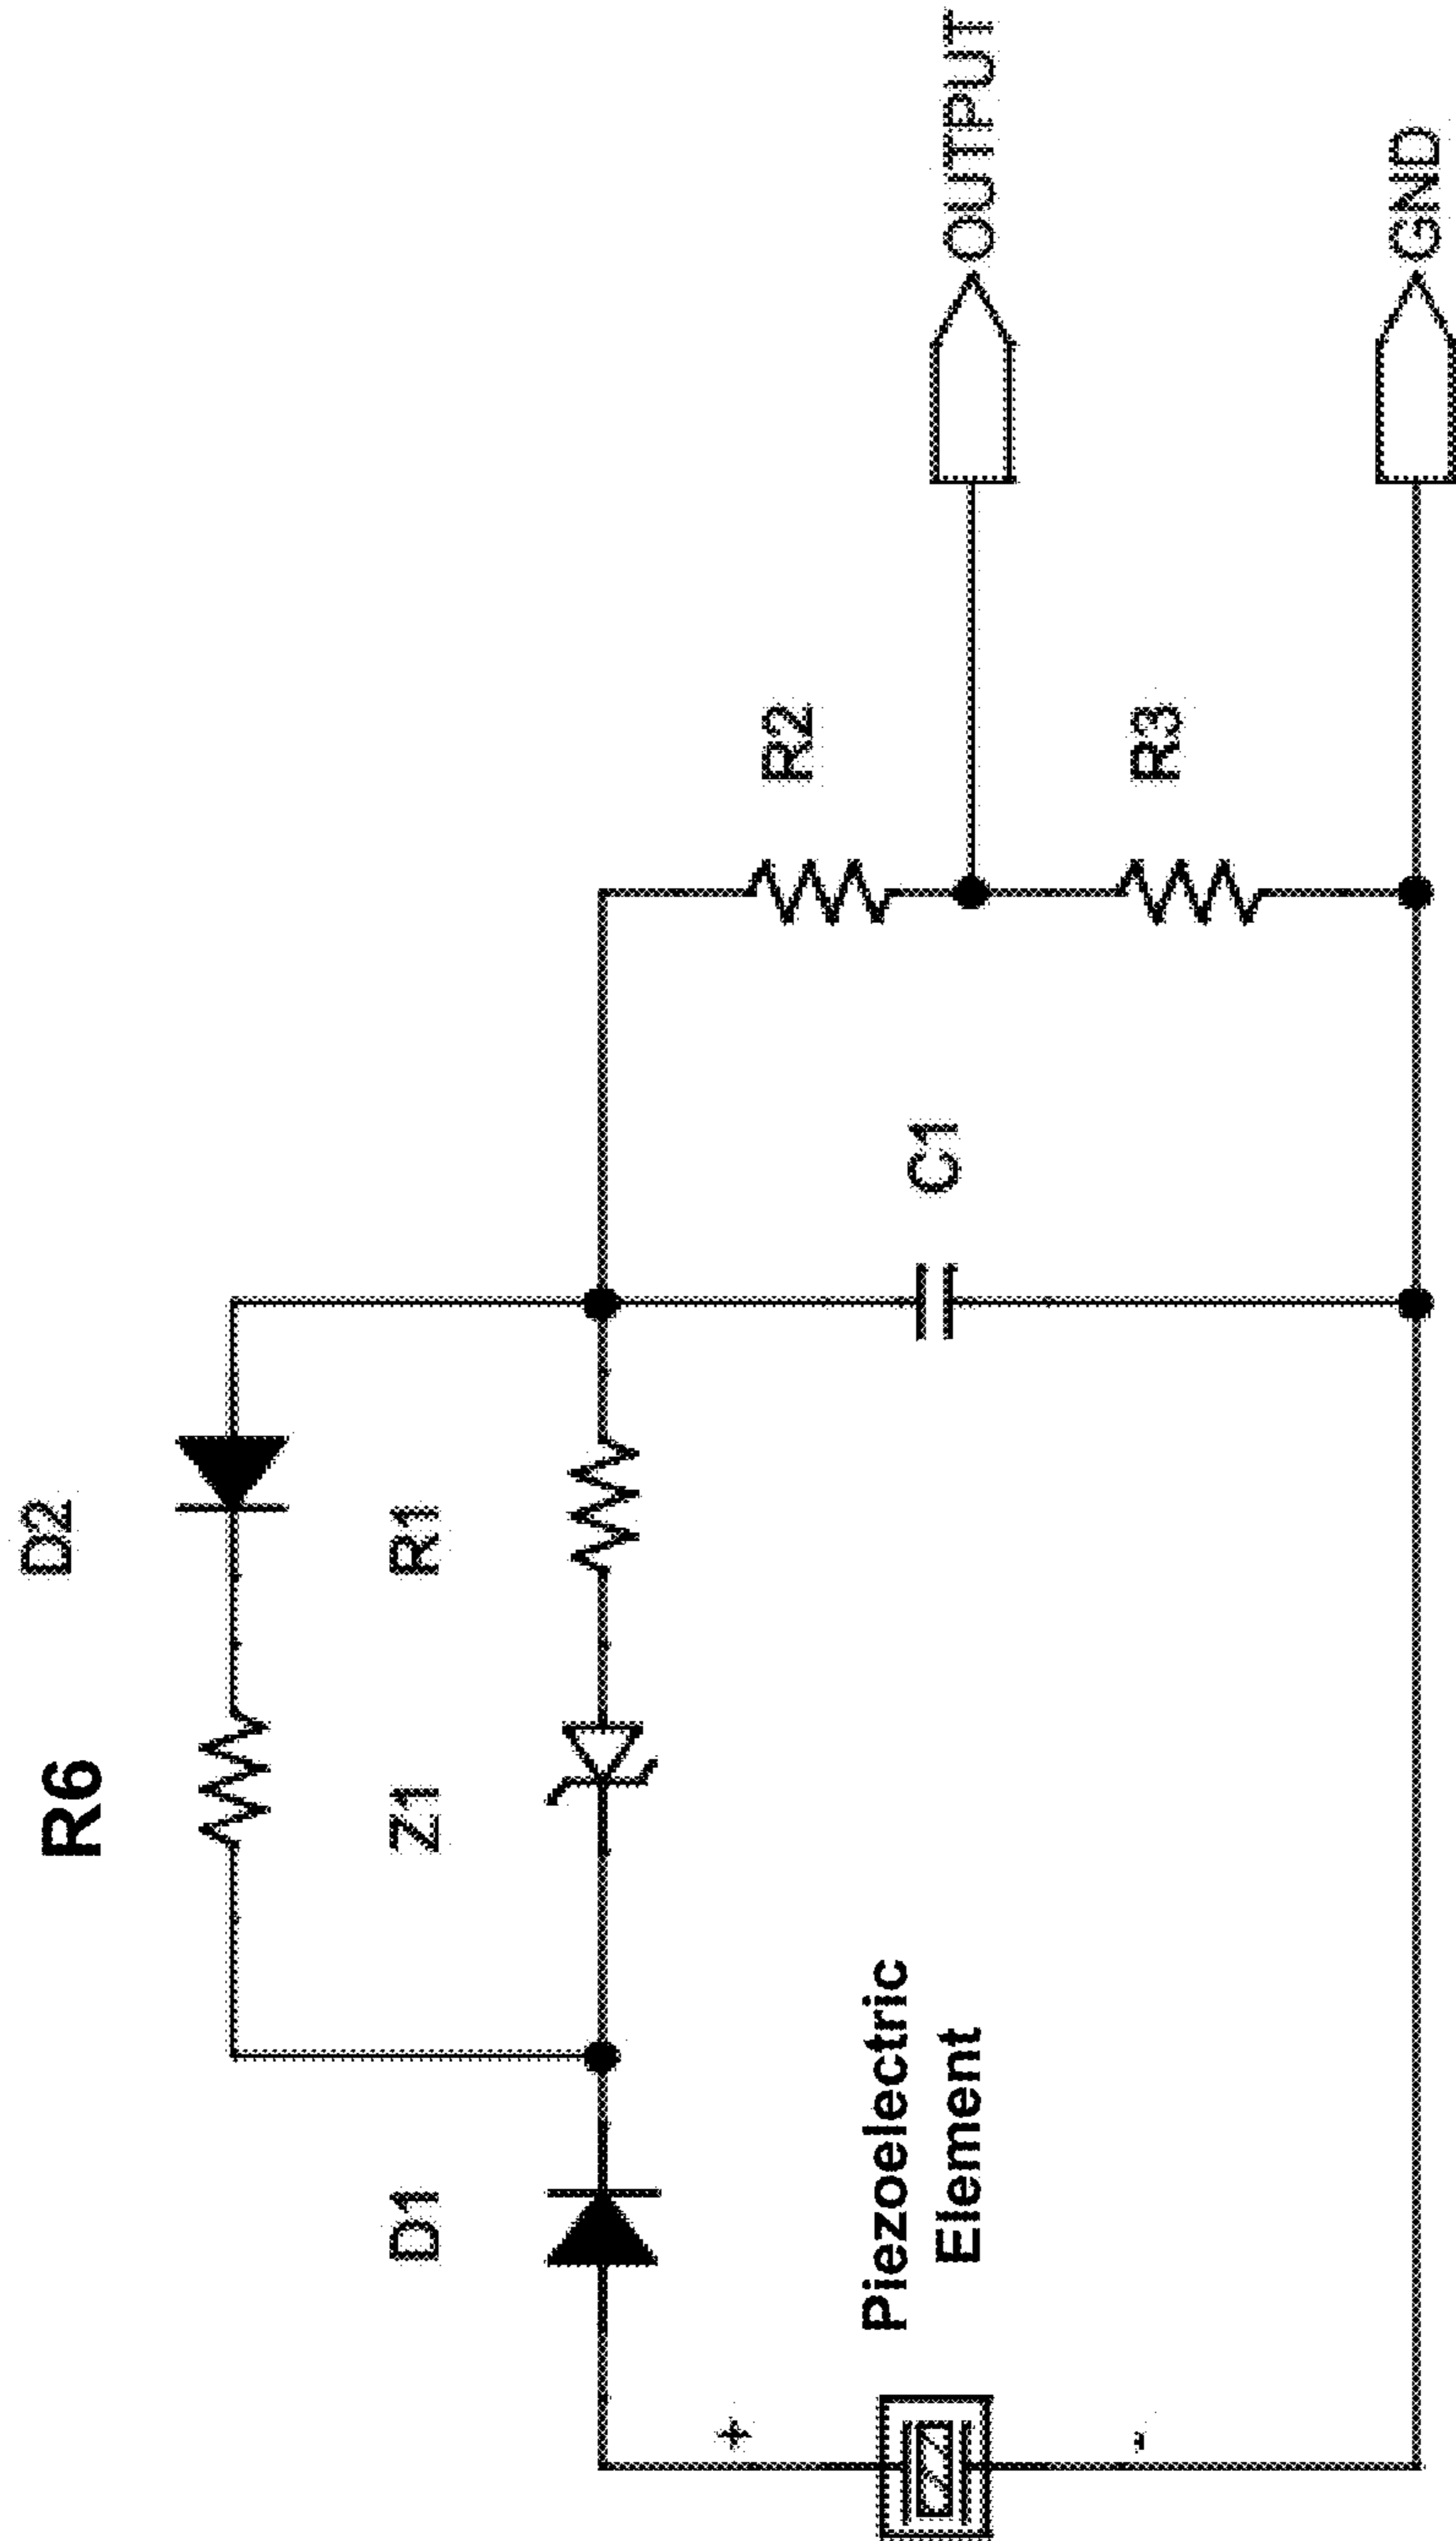 R6
D2
D1
Z1
R1
R2
OUTPUT
Piezoelectric
Element
C1
R3
GND
+
-